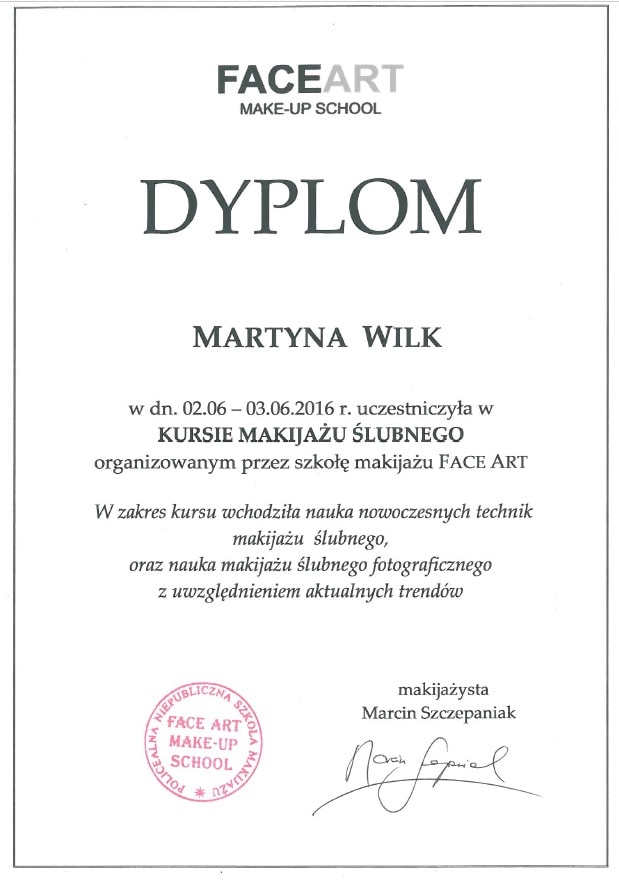 FACEART
MAKE-UP SCHOOL
DYPLOM
MARTYNA WILK
w dn. 02.06 – 03.06.2016 r. uczestniczyła w
KURSIE MAKIJAŻU ŚLUBNEGO
organizowanym przez szkołę makijażu FACE ART
W zakres kursu wchodziła nauka nowoczesnych technik
makijażu ślubnego,
oraz nauka makijażu ślubnego fotograficznego
z uwzględnieniem aktualnych trendów
makijażysta
Marcin Szczepaniak
POLICEALNA NIEPUBLICZNA SZKOŁA MAKIJAŻU
FACE ART
MAKE-UP
SCHOOL